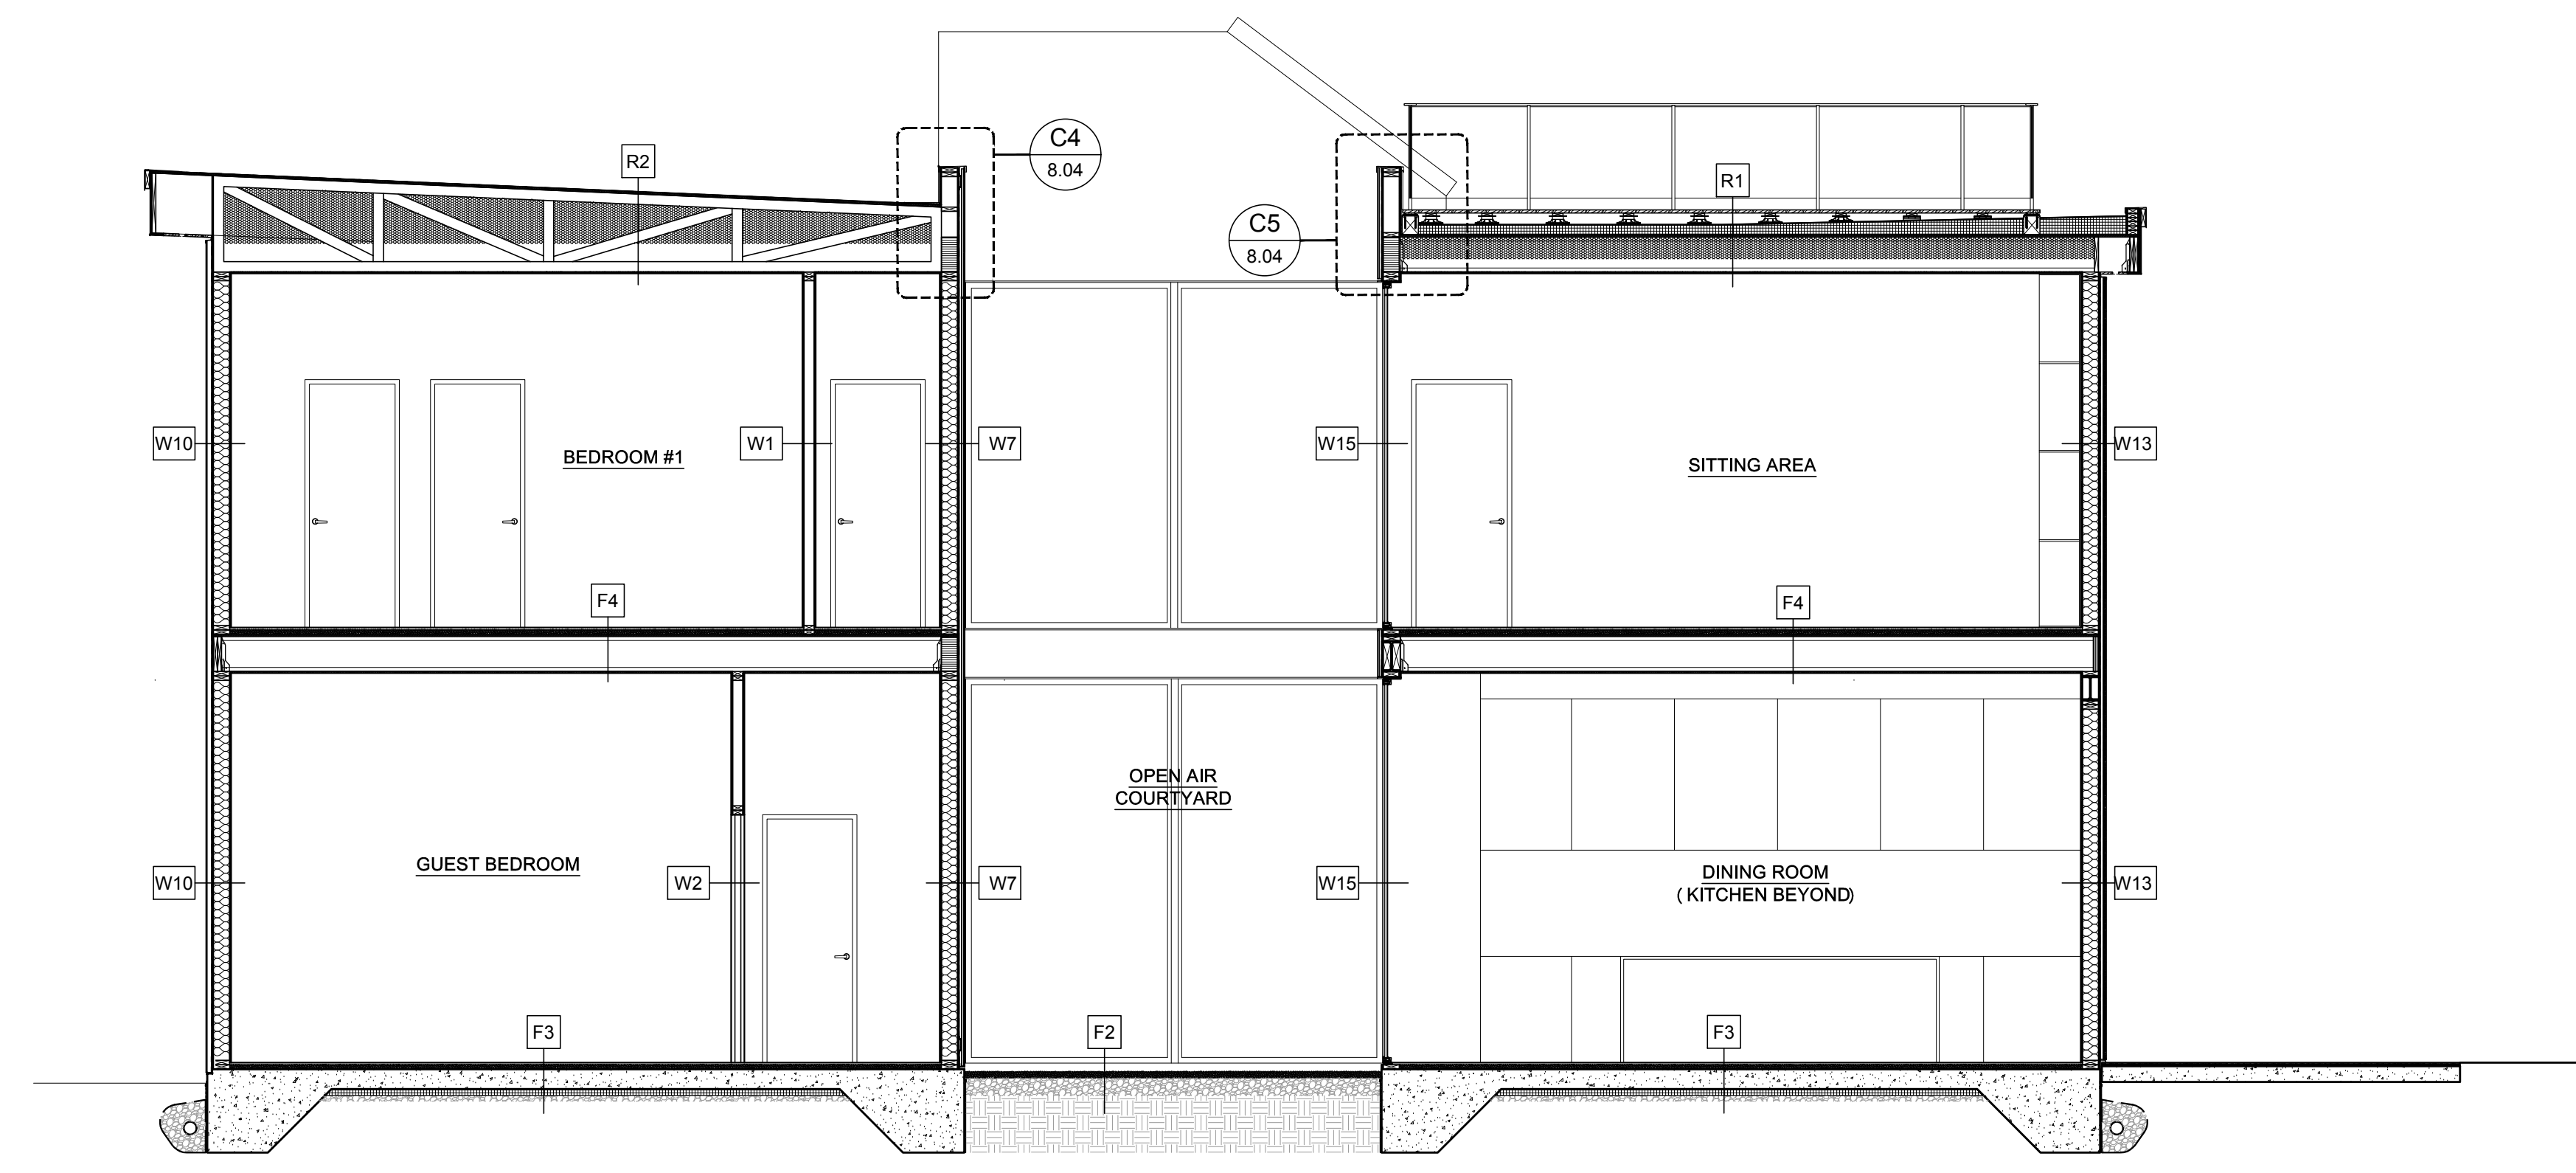 C4
8.04
R2
R1
C5
8.04
W10
BEDROOM #1
W1
W7
W15
SITTING AREA
W13
F4
F4
OPEN AIR
COURTYARD
GUEST BEDROOM
DINING ROOM
( KITCHEN BEYOND)
W10
W2
W7
W15
W13
F3
F2
F3